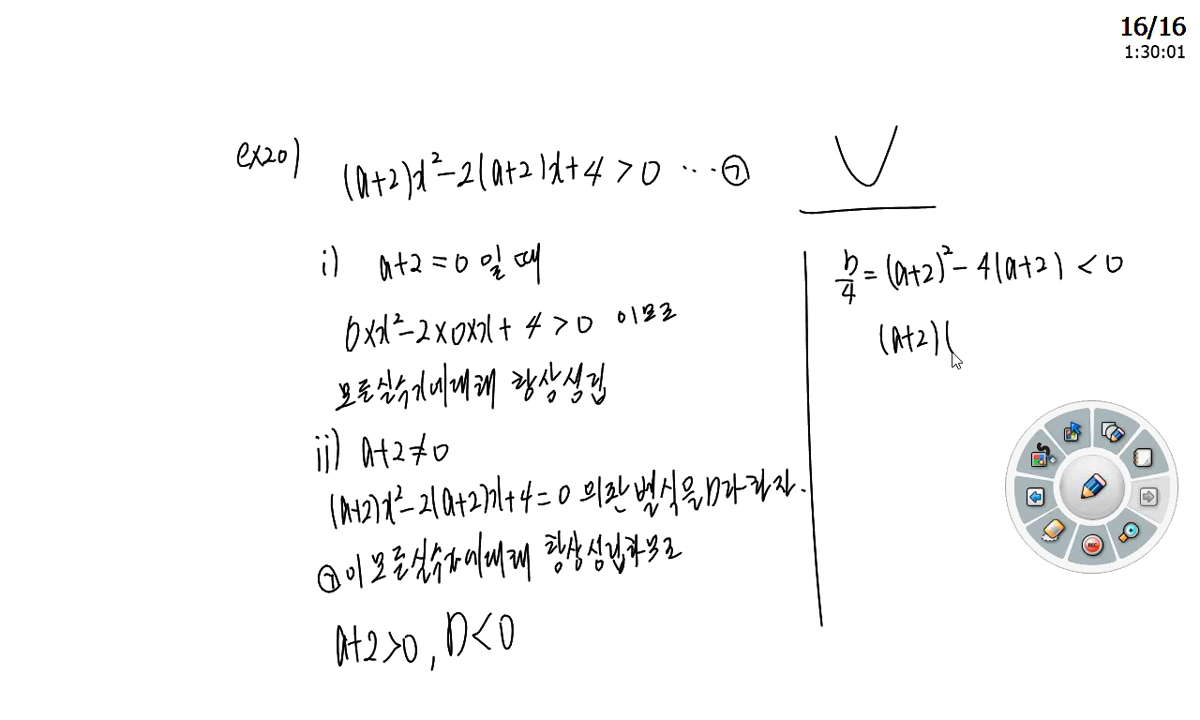 16/16
1:30:01
ex20)
(a+2)x²-2(a+2)x+4>0 …㉠
i) a+2=0 일 때
0×x²-2×0×x+4>0 이므로
모든실수x에대해 항상성립
ii) a+2≠0
(a+2)x²-2(a+2)x+4=0 의판별식을D라하자.
㉠이 모든실수x에대해 항상성립하므로
a+2>0, D<0
D/4=(a+2)²-4(a+2)<0
(a+2)(
REC